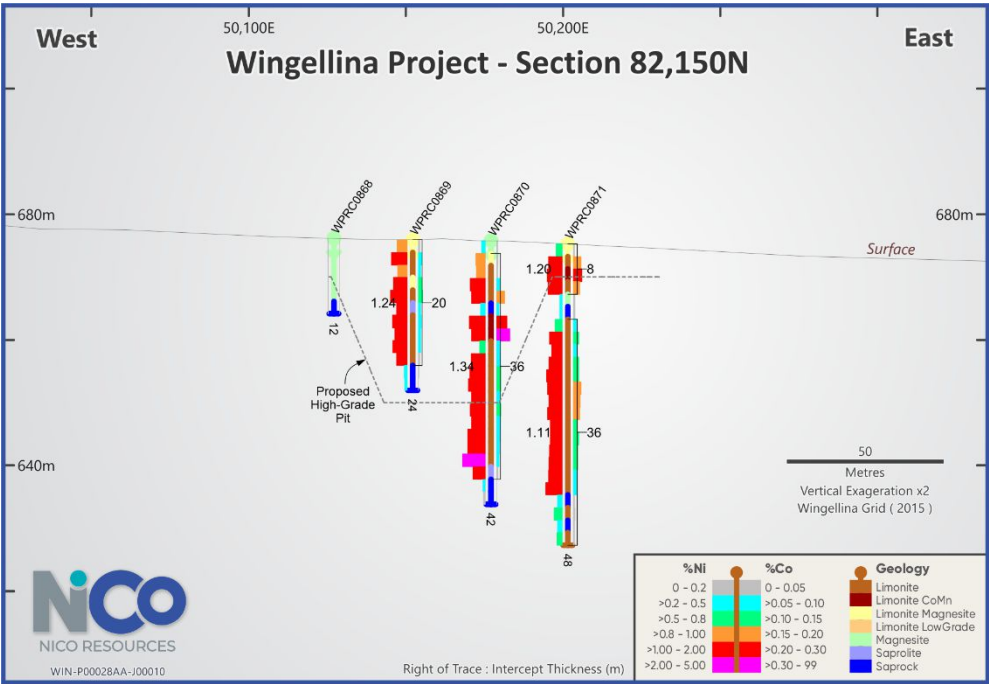 50,100E
50,200E
West
East
Wingellina Project - Section 82,150N
680m
680m
WPRC0868
WPRC0869
WPRC0870
WPRC0871
Surface
1.20
8
1.24
20
12
1.34
36
Proposed
High-Grade
Pit
24
1.11
36
640m
42
48
50
Metres
Vertical Exageration x2
Wingellina Grid ( 2015 )
%Ni
%Co
Geology
0 - 0.2
0 - 0.05
Limonite
>0.2 - 0.5
>0.05 - 0.10
Limonite CoMn
>0.5 - 0.8
>0.10 - 0.15
Limonite Magnesite
>0.8 - 1.00
>0.15 - 0.20
Limonite LowGrade
>1.00 - 2.00
>0.20 - 0.30
Magnesite
>2.00 - 5.00
>0.30 - 99
Saprolite
Saprock
NiCo
NICO RESOURCES
WIN-P00028AA-J00010
Right of Trace : Intercept Thickness (m)